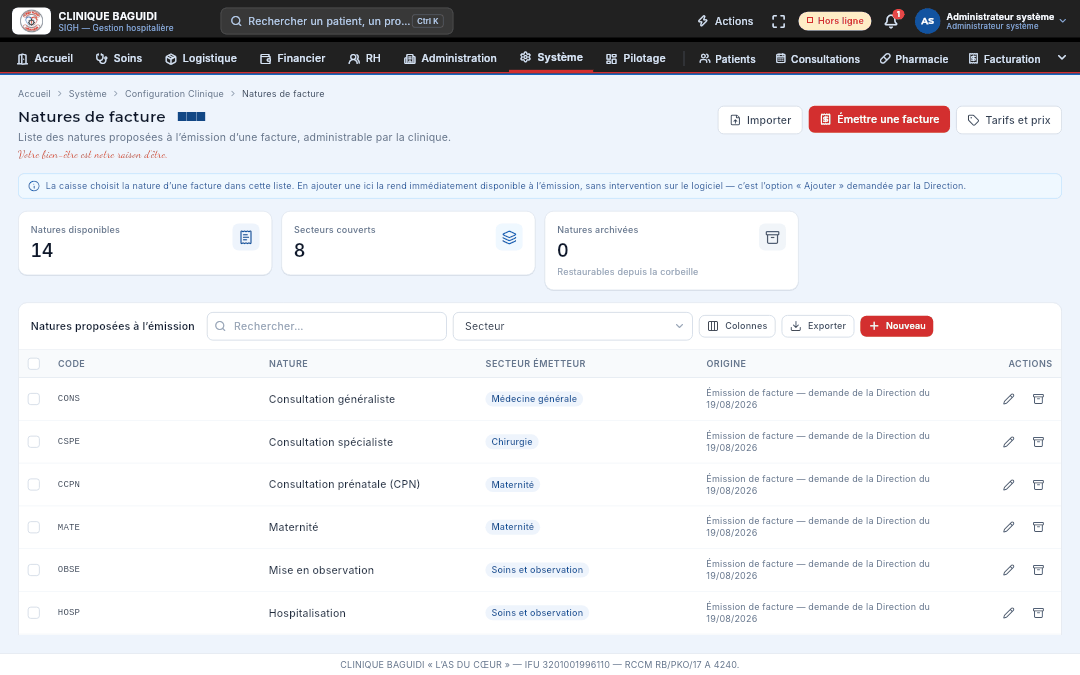 CLINIQUE BAGUIDI
SIGH — Gestion hospitalière
Rechercher un patient, un pro... Ctrl K
Actions
Hors ligne
1
AS
Administrateur système
Administrateur système
Accueil
Soins
Logistique
Financier
RH
Administration
Système
Pilotage
Patients
Consultations
Pharmacie
Facturation
Accueil > Système > Configuration Clinique > Natures de facture
Natures de facture
Liste des natures proposées à l'émission d'une facture, administrable par la clinique.
Votre bien-être est notre raison d'être.
Importer
Émettre une facture
Tarifs et prix
La caisse choisit la nature d'une facture dans cette liste. En ajouter une ici la rend immédiatement disponible à l'émission, sans intervention sur le logiciel — c'est l'option « Ajouter » demandée par la Direction.
Natures disponibles
14
Secteurs couverts
8
Natures archivées
0
Restaurables depuis la corbeille
Natures proposées à l'émission
Rechercher...
Secteur
Colonnes
Exporter
Nouveau
CODE NATURE SECTEUR ÉMETTEUR ORIGINE ACTIONS
CONS Consultation généraliste Médecine générale Émission de facture — demande de la Direction du
19/08/2026
CSPE Consultation spécialiste Chirurgie Émission de facture — demande de la Direction du
19/08/2026
CCPN Consultation prénatale (CPN) Maternité Émission de facture — demande de la Direction du
19/08/2026
MATE Maternité Maternité Émission de facture — demande de la Direction du
19/08/2026
OBSE Mise en observation Soins et observation Émission de facture — demande de la Direction du
19/08/2026
HOSP Hospitalisation Soins et observation Émission de facture — demande de la Direction du
19/08/2026
CLINIQUE BAGUIDI « L'AS DU CŒUR » — IFU 3201001996110 — RCCM RB/PKO/17 A 4240.